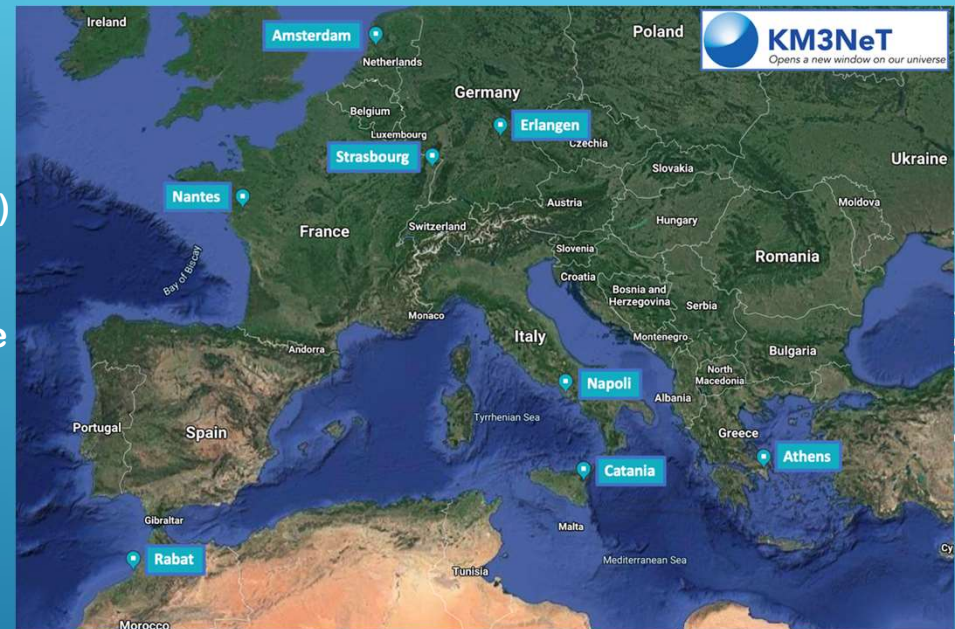 Ireland
Amsterdam
Poland
KM3NeT
Opens a new window on our universe
Netherlands
Germany
Belgium
Erlangen
Luxembourg
Czechia
Strasbourg
Ukraine
Slovakia
Nantes
)
Austria
Moldova
Hungary
France
Switzerland
Slovenia
Romania
Bay of Biscay
Croatia
e
Bosnia and
Herzegovina
Serbia
Monaco
Italy
Montenegro
Andorra
Bulgaria
North
Macedonia
Napoli
Albania
Portugal
Spain
Tyrrhenian Sea
Greece
Athens
Catania
Gibraltar
Malta
Rabat
Mediterranean Sea
Cy
Tunisia
Morocco